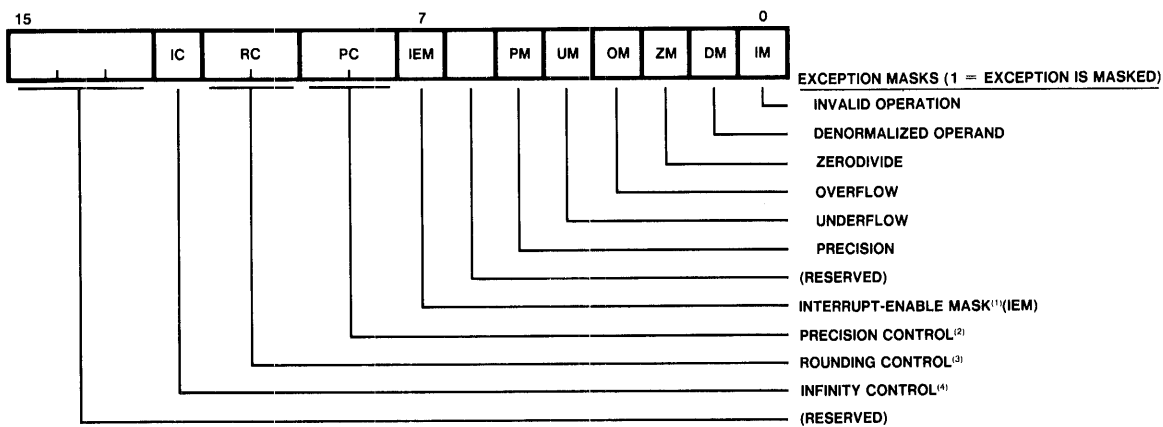 15 7 0
IC RC PC IEM PM UM OM ZM DM IM
EXCEPTION MASKS (1 = EXCEPTION IS MASKED)
INVALID OPERATION
DENORMALIZED OPERAND
ZERODIVIDE
OVERFLOW
UNDERFLOW
PRECISION
(RESERVED)
INTERRUPT-ENABLE MASK⁽¹⁾(IEM)
PRECISION CONTROL⁽²⁾
ROUNDING CONTROL⁽³⁾
INFINITY CONTROL⁽⁴⁾
(RESERVED)